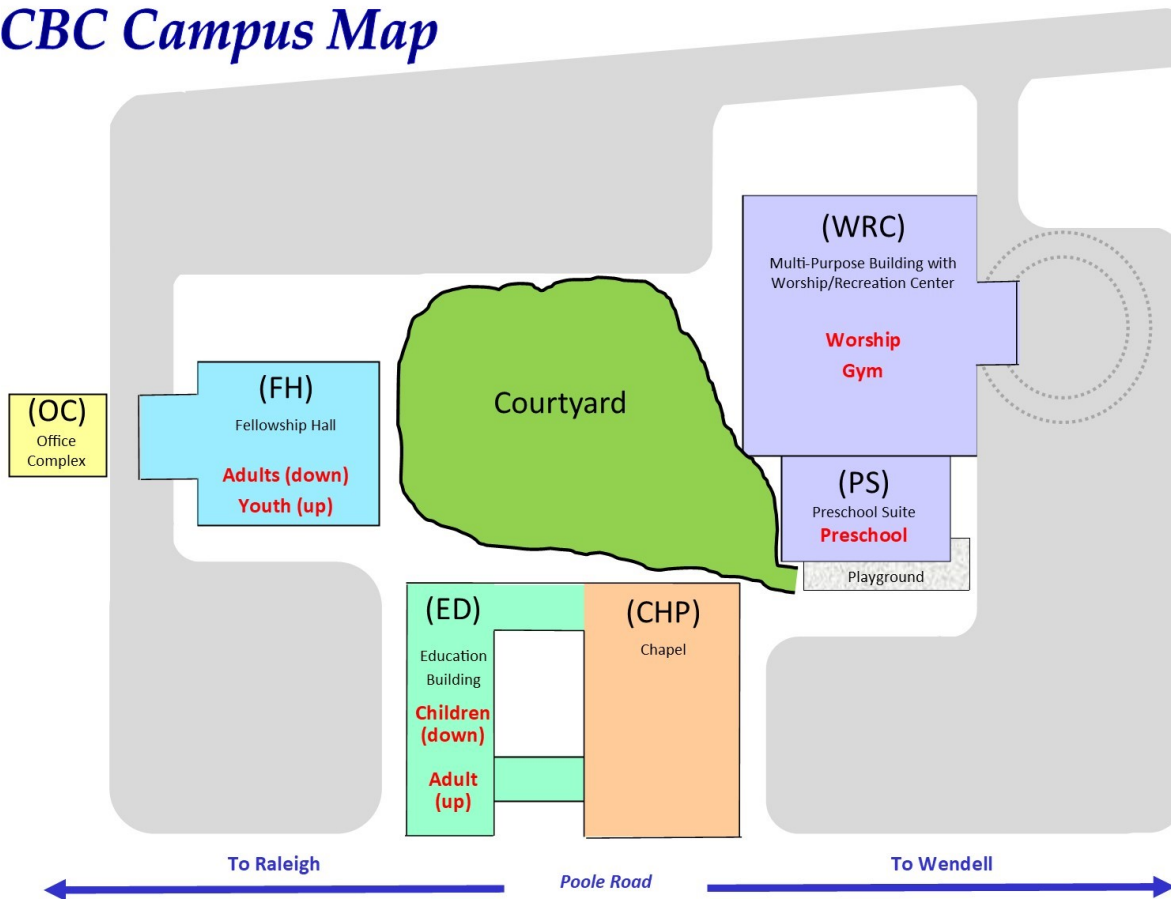 CBC Campus Map
(WRC)
Multi-Purpose Building with
Worship/Recreation Center
Worship
Gym
(OC)
Office
Complex
(FH)
Fellowship Hall
Adults (down)
Youth (up)
Courtyard
(PS)
Preschool Suite
Preschool
Playground
(ED)
Education
Building
Children
(down)
Adult
(up)
(CHP)
Chapel
To Raleigh
Poole Road
To Wendell